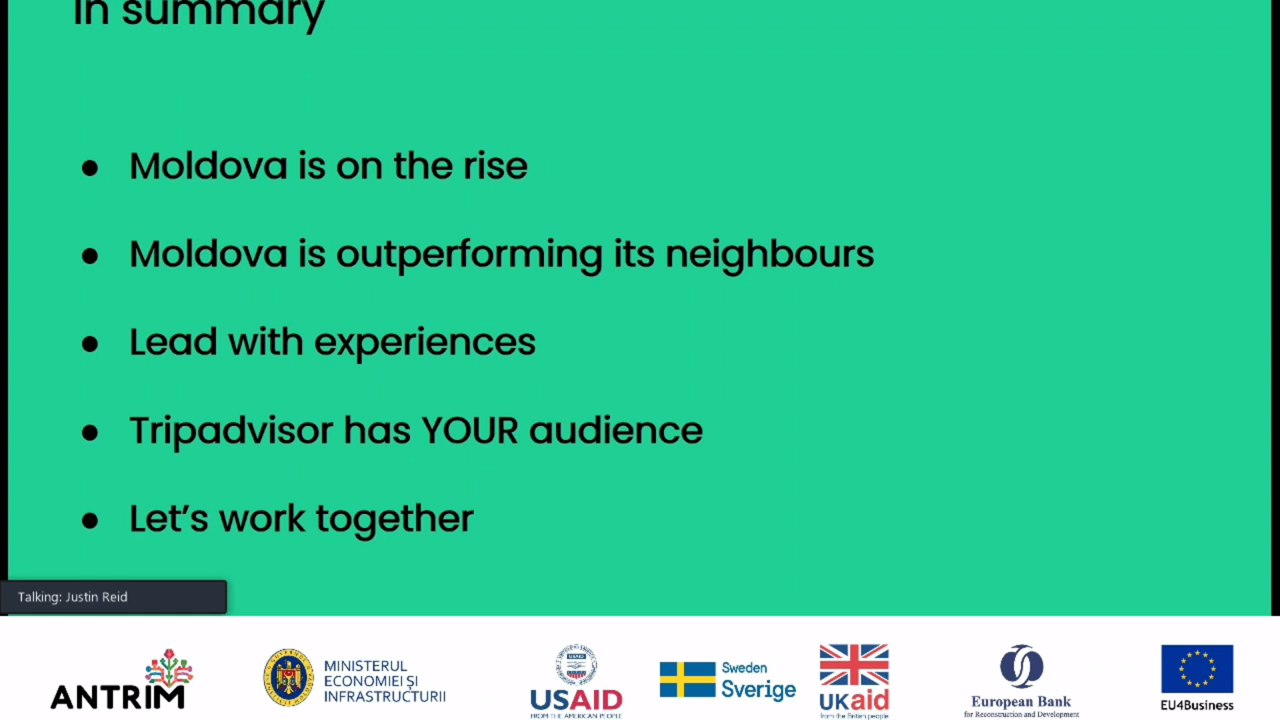 In summary
● Moldova is on the rise
● Moldova is outperforming its neighbours
● Lead with experiences
● Tripadvisor has YOUR audience
● Let's work together
Talking: Justin Reid
ANTRIM
MINISTERUL
ECONOMIEI ȘI
INFRASTRUCTURII
USAID
FROM THE AMERICAN PEOPLE
Sweden
Sverige
UKaid
from the British people
European Bank
for Reconstruction and Development
EU4Business